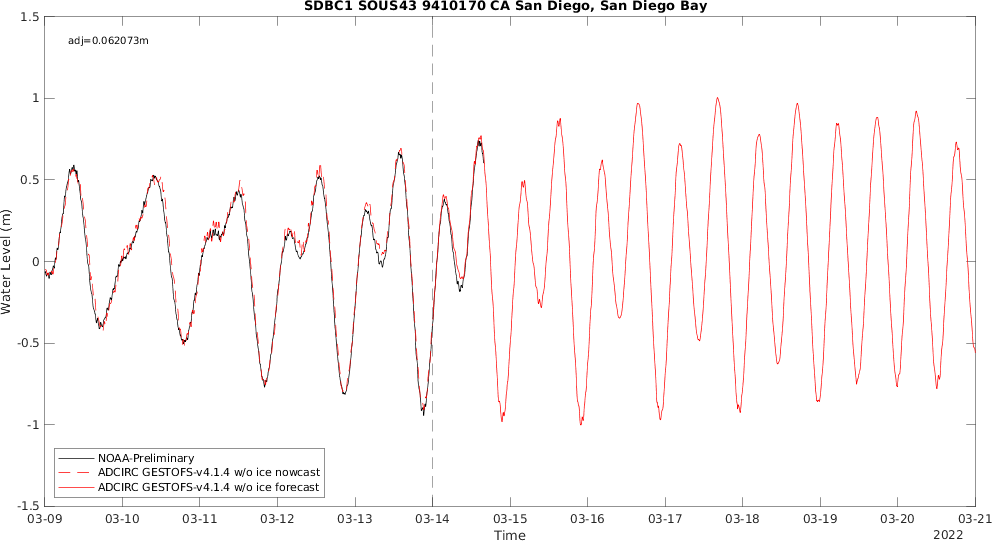 SDBC1 SOUS43 9410170 CA San Diego, San Diego Bay
adj=0.062073m
1.5
1
0.5
0
-0.5
-1
-1.5
Water Level (m)
NOAA-Preliminary
ADCIRC GESTOFS-v4.1.4 w/o ice nowcast
ADCIRC GESTOFS-v4.1.4 w/o ice forecast
03-09 03-10 03-11 03-12 03-13 03-14 03-15 03-16 03-17 03-18 03-19 03-20 03-21
Time
2022